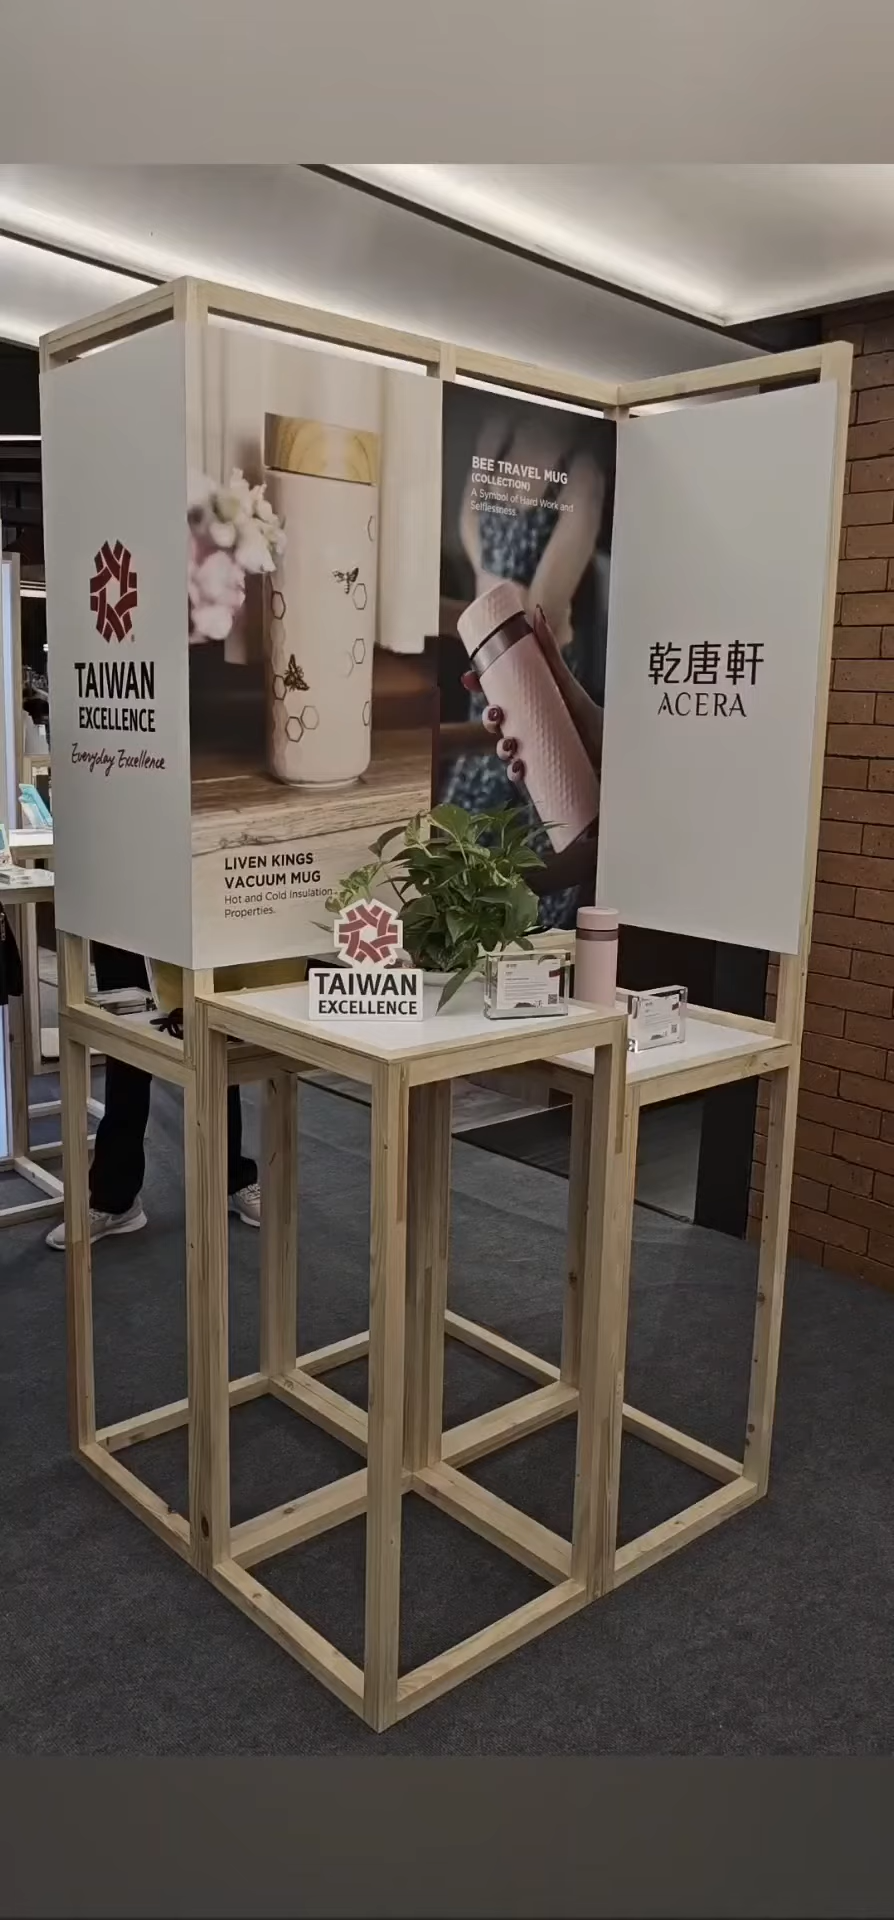 TAIWAN
EXCELLENCE
Everyday Excellence
LIVEN KINGS
VACUUM MUG
Hot and Cold Insulation
Properties.
BEE TRAVEL MUG
(COLLECTION)
A Symbol of Hard Work and
Selflessness.
乾唐軒
ACERA
TAIWAN
EXCELLENCE